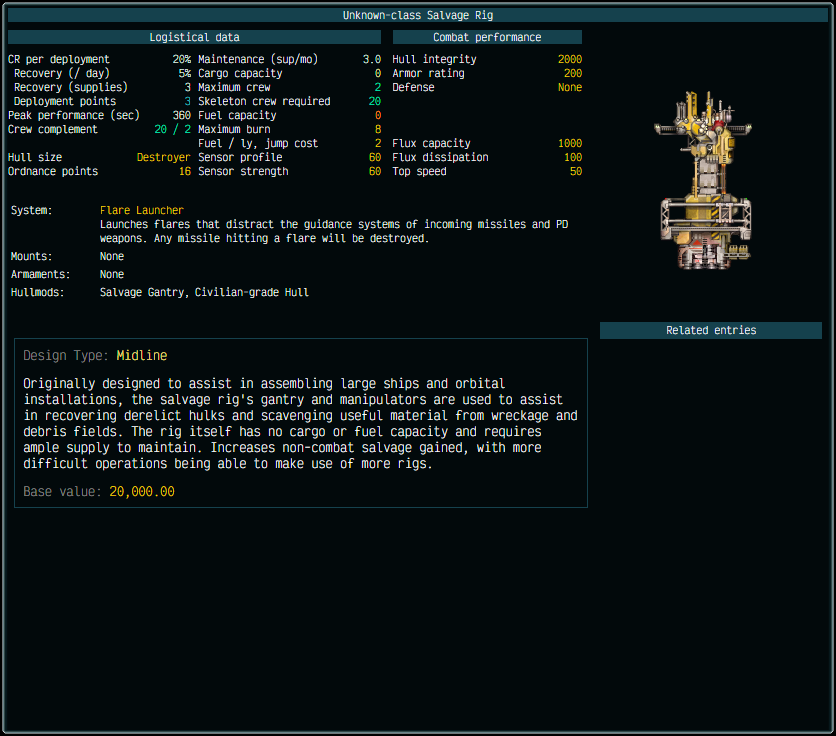 Unknown-class Salvage Rig
Logistical data
Combat performance
CR per deployment 20% Maintenance (sup/mo) 3.0 Hull integrity 2000
Recovery (/ day) 5% Cargo capacity 0 Armor rating 200
Recovery (supplies) 3 Maximum crew 2 Defense None
Deployment points 3 Skeleton crew required 20
Peak performance (sec) 360 Fuel capacity 0
Crew complement 20 / 2 Maximum burn 8
Fuel / ly, jump cost 2 Flux capacity 1000
Hull size Destroyer Sensor profile 60 Flux dissipation 100
Ordnance points 16 Sensor strength 60 Top speed 50
System: Flare Launcher
Launches flares that distract the guidance systems of incoming missiles and PD
weapons. Any missile hitting a flare will be destroyed.
Mounts: None
Armaments: None
Hullmods: Salvage Gantry, Civilian-grade Hull
Related entries
Design Type: Midline
Originally designed to assist in assembling large ships and orbital
installations, the salvage rig's gantry and manipulators are used to assist
in recovering derelict hulks and scavenging useful material from wreckage and
debris fields. The rig itself has no cargo or fuel capacity and requires
ample supply to maintain. Increases non-combat salvage gained, with more
difficult operations being able to make use of more rigs.
Base value: 20,000.00